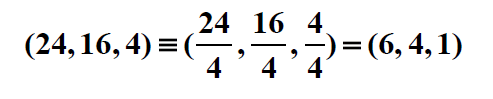 (24, 16, 4) ≡ (24/4, 16/4, 4/4) = (6, 4, 1)